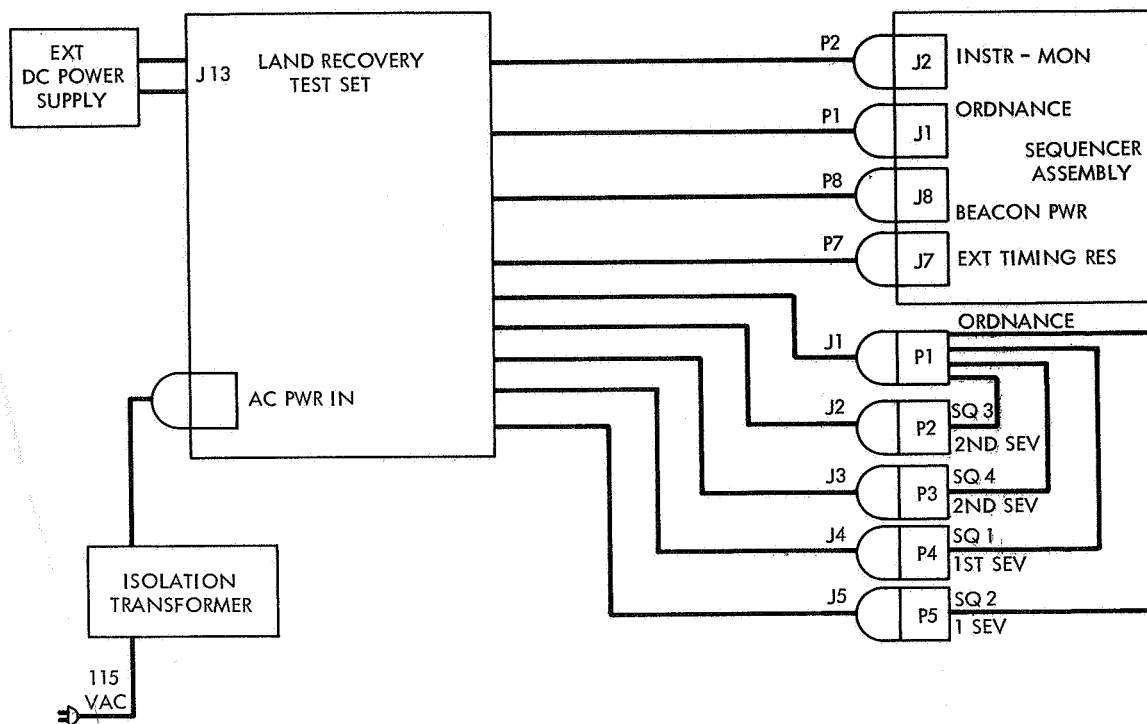 EXT
DC POWER
SUPPLY
J13
LAND RECOVERY
TEST SET
P2
J2
INSTR - MON
P1
J1
ORDNANCE
SEQUENCER
ASSEMBLY
P8
J8
BEACON PWR
P7
J7
EXT TIMING RES
ORDNANCE
J1
P1
AC PWR IN
J2
P2
SQ 3
2ND SEV
J3
P3
SQ 4
2ND SEV
J4
P4
SQ 1
1ST SEV
ISOLATION
TRANSFORMER
J5
P5
SQ 2
1 SEV
115
VAC